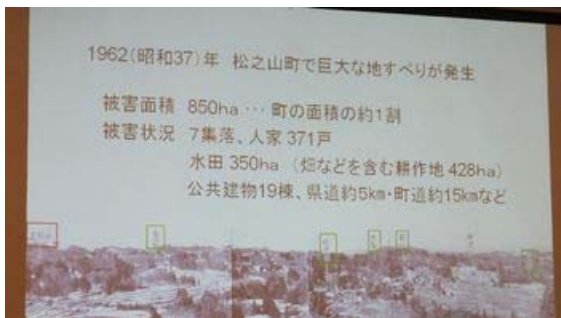 1962(昭和37)年 松之山町で巨大な地すべりが発生
被害面積 850ha … 町の面積の約1割
被害状況 7集落、人家 371戸
水田 350ha (畑などを含む耕作地 428ha)
公共建物19棟、県道約5km・町道約15kmなど